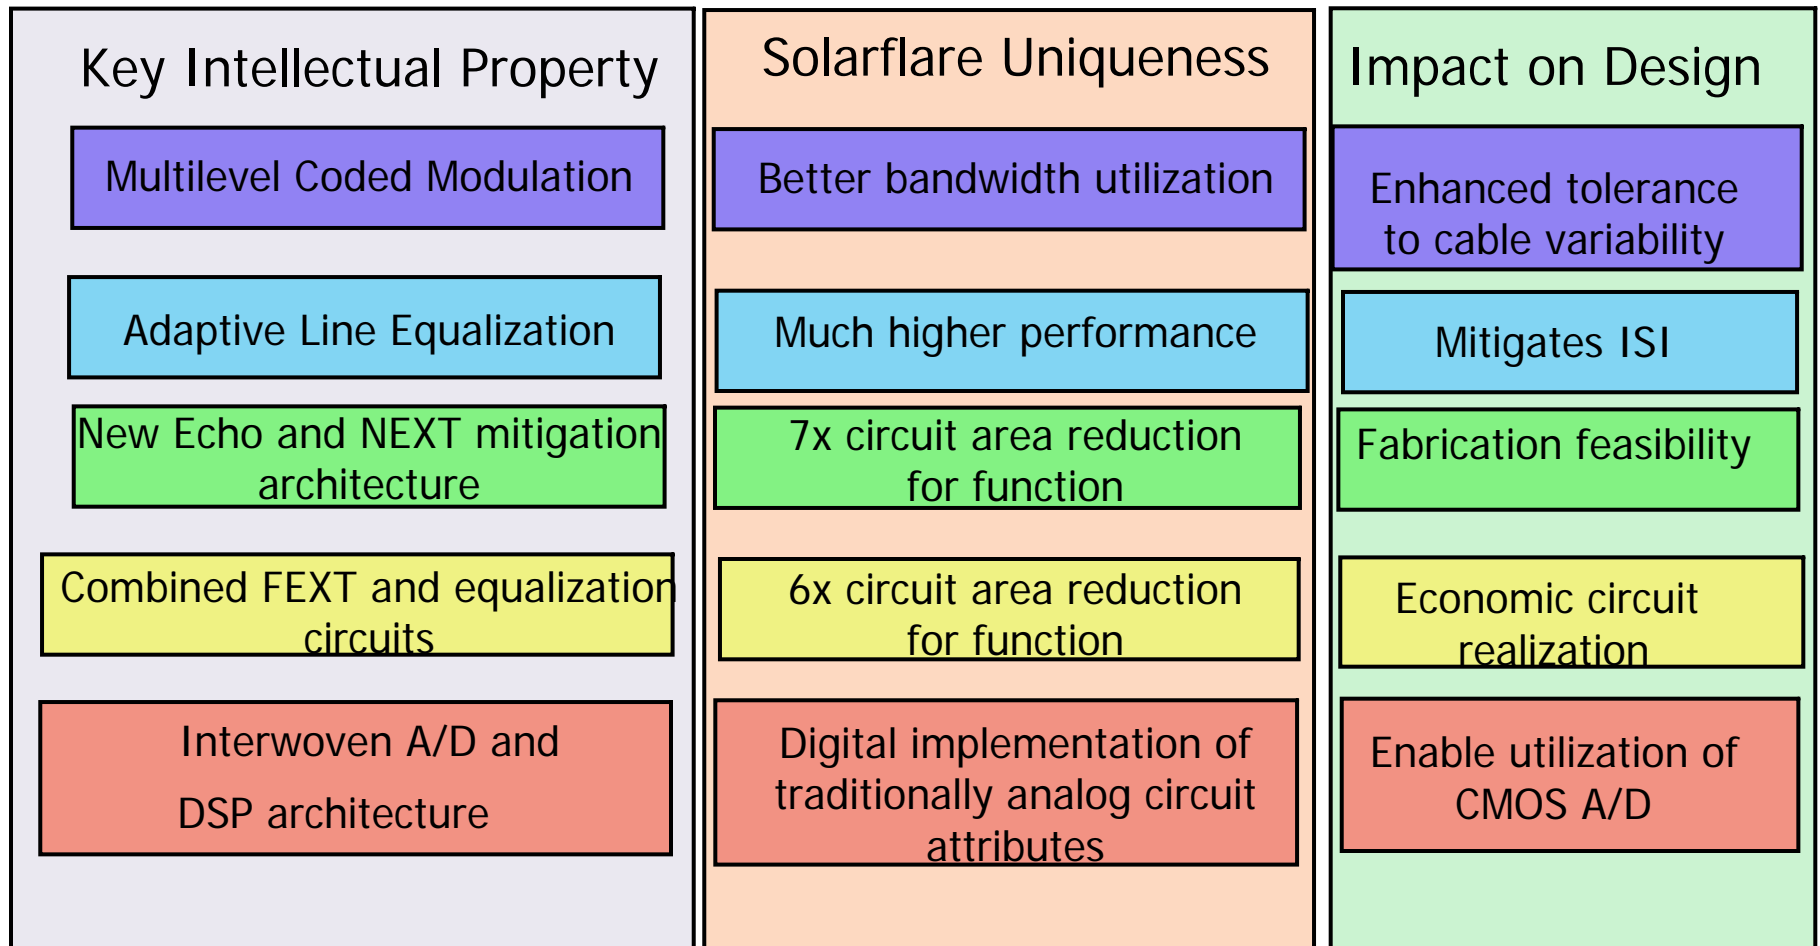 Key Intellectual Property
Multilevel Coded Modulation
Adaptive Line Equalization
New Echo and NEXT mitigation
architecture
Combined FEXT and equalization
circuits
Interwoven A/D and
DSP architecture
Solarflare Uniqueness
Better bandwidth utilization
Much higher performance
7x circuit area reduction
for function
6x circuit area reduction
for function
Digital implementation of
traditionally analog circuit
attributes
Impact on Design
Enhanced tolerance
to cable variability
Mitigates ISI
Fabrication feasibility
Economic circuit
realization
Enable utilization of
CMOS A/D